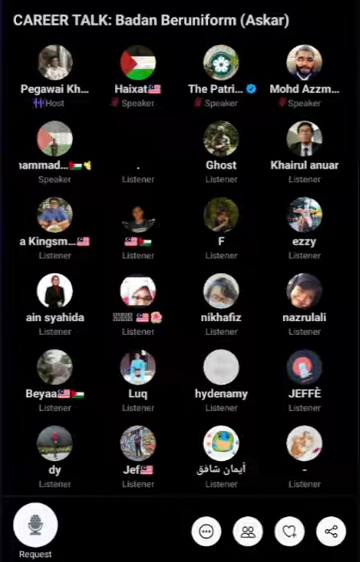 CAREER TALK: Badan Beruniform (Askar)
Pegawai Kh... Haixat🇲🇾 The Patri... Mohd Azzm...
Host Speaker Speaker Speaker
ammad...🇵🇸 . Ghost Khairul anuar
Speaker Listener Listener Listener
a Kingsm...🇲🇾 🇲🇾🇵🇸 F ezzy
Listener Listener Listener Listener
ain syahida 🇲🇾🌺 nikhafiz nazrulali
Listener Listener Listener Listener
Beyaa🇲🇾🇵🇸 Luq hydenamy JEFFÈ
Listener Listener Listener Listener
dy Jef🇲🇾 أيمان شافق -
Listener Listener Listener Listener
Request